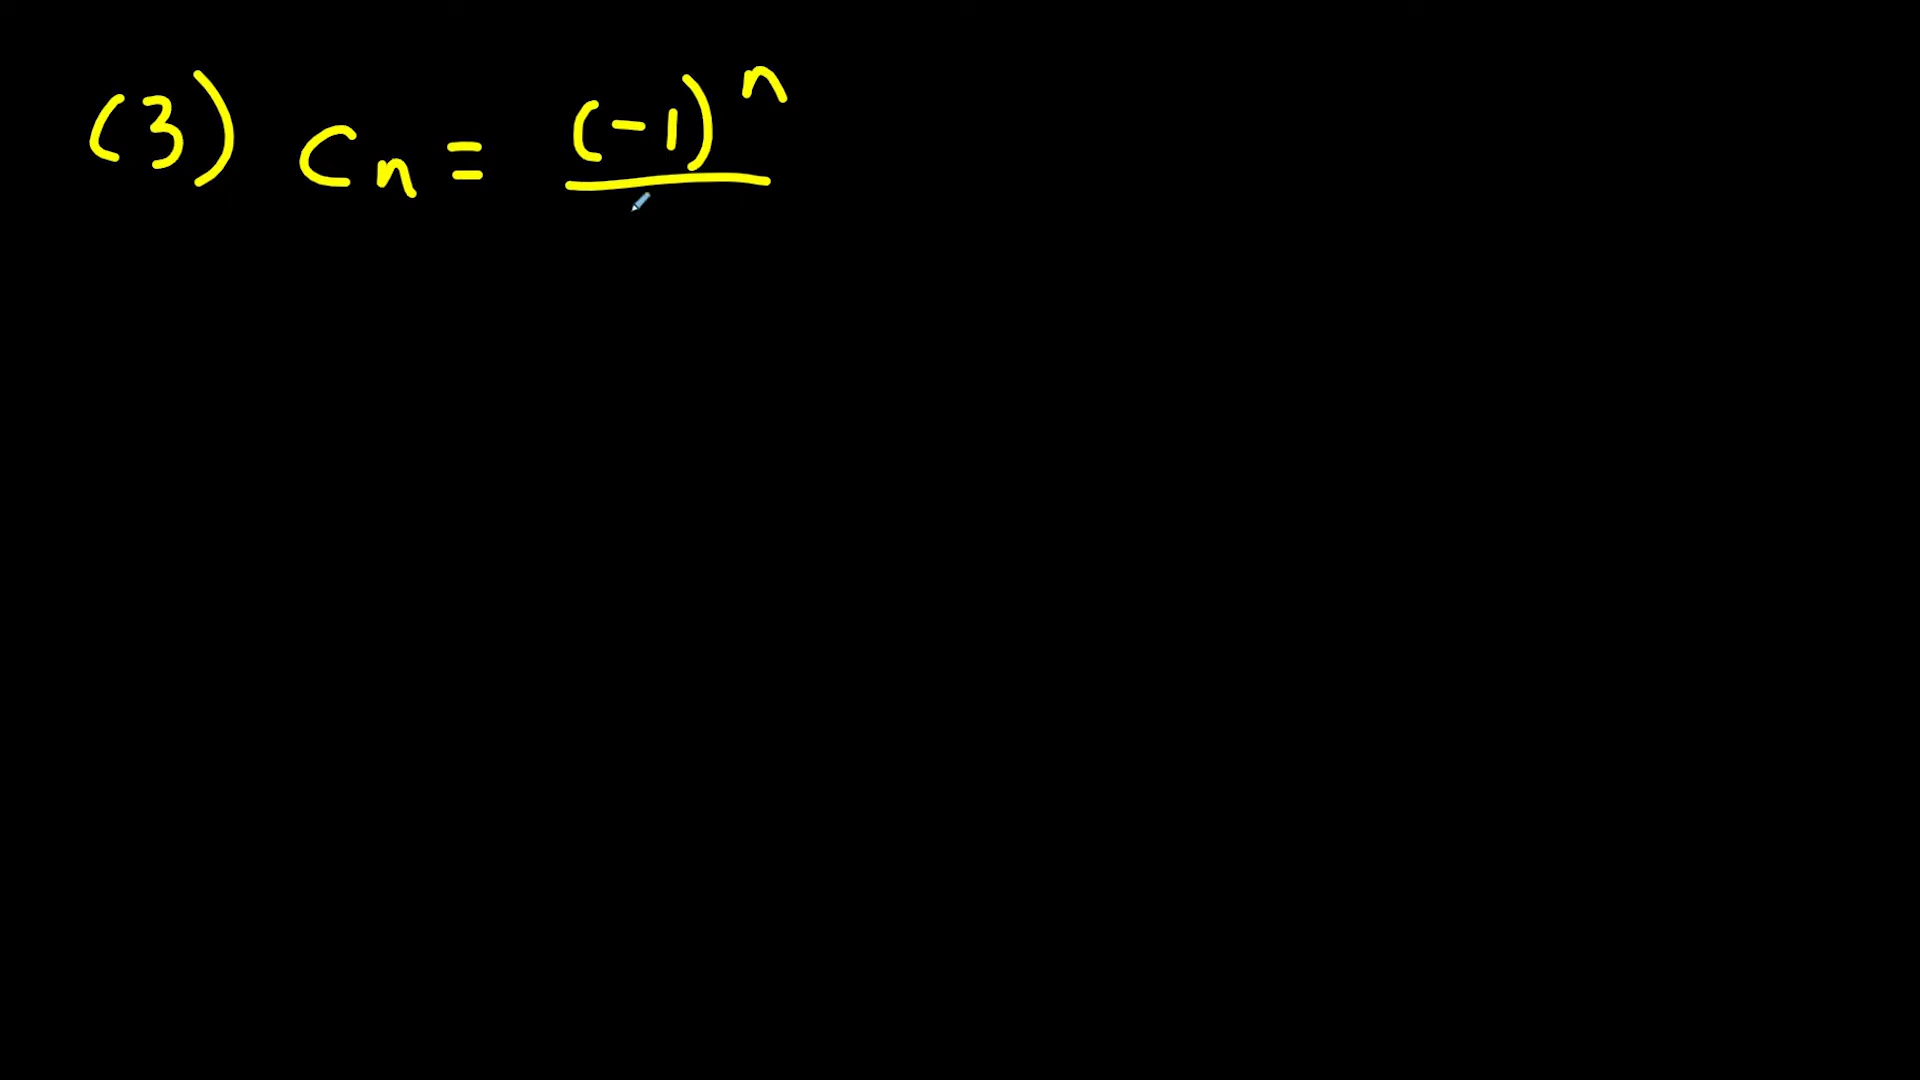 (3) Cn = (-1)^n /